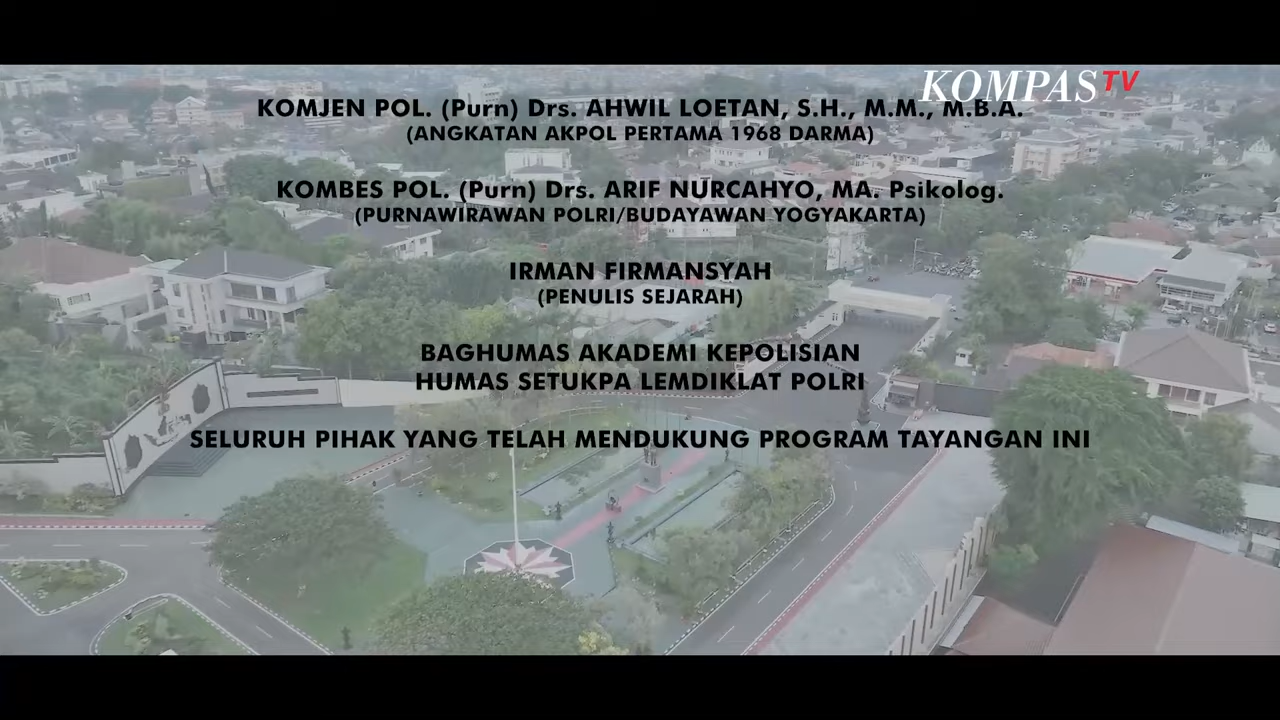 KOMPASTV
KOMJEN POL. (Purn) Drs. AHWIL LOETAN, S.H., M.M., M.B.A.
(ANGKATAN AKPOL PERTAMA 1968 DARMA)
KOMBES POL. (Purn) Drs. ARIF NURCAHYO, MA. Psikolog.
(PURNAWIRAWAN POLRI/BUDAYAWAN YOGYAKARTA)
IRMAN FIRMANSYAH
(PENULIS SEJARAH)
BAGHUMAS AKADEMI KEPOLISIAN
HUMAS SETUKPA LEMDIKLAT POLRI
SELURUH PIHAK YANG TELAH MENDUKUNG PROGRAM TAYANGAN INI